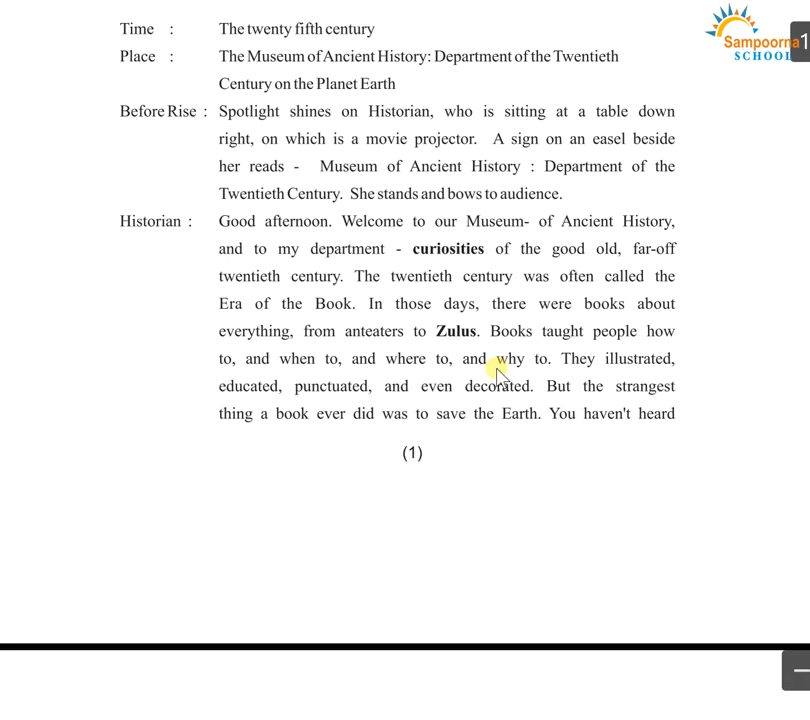 Time : The twenty fifth century
Place : The Museum of Ancient History: Department of the Twentieth
Century on the Planet Earth
Before Rise : Spotlight shines on Historian, who is sitting at a table down
right, on which is a movie projector. A sign on an easel beside
her reads - Museum of Ancient History : Department of the
Twentieth Century. She stands and bows to audience.
Historian : Good afternoon. Welcome to our Museum- of Ancient History,
and to my department - curiosities of the good old, far-off
twentieth century. The twentieth century was often called the
Era of the Book. In those days, there were books about
everything, from anteaters to Zulus. Books taught people how
to, and when to, and where to, and why to. They illustrated,
educated, punctuated, and even decorated. But the strangest
thing a book ever did was to save the Earth. You haven't heard
(1)
Sampoorna
SCHOOL
1